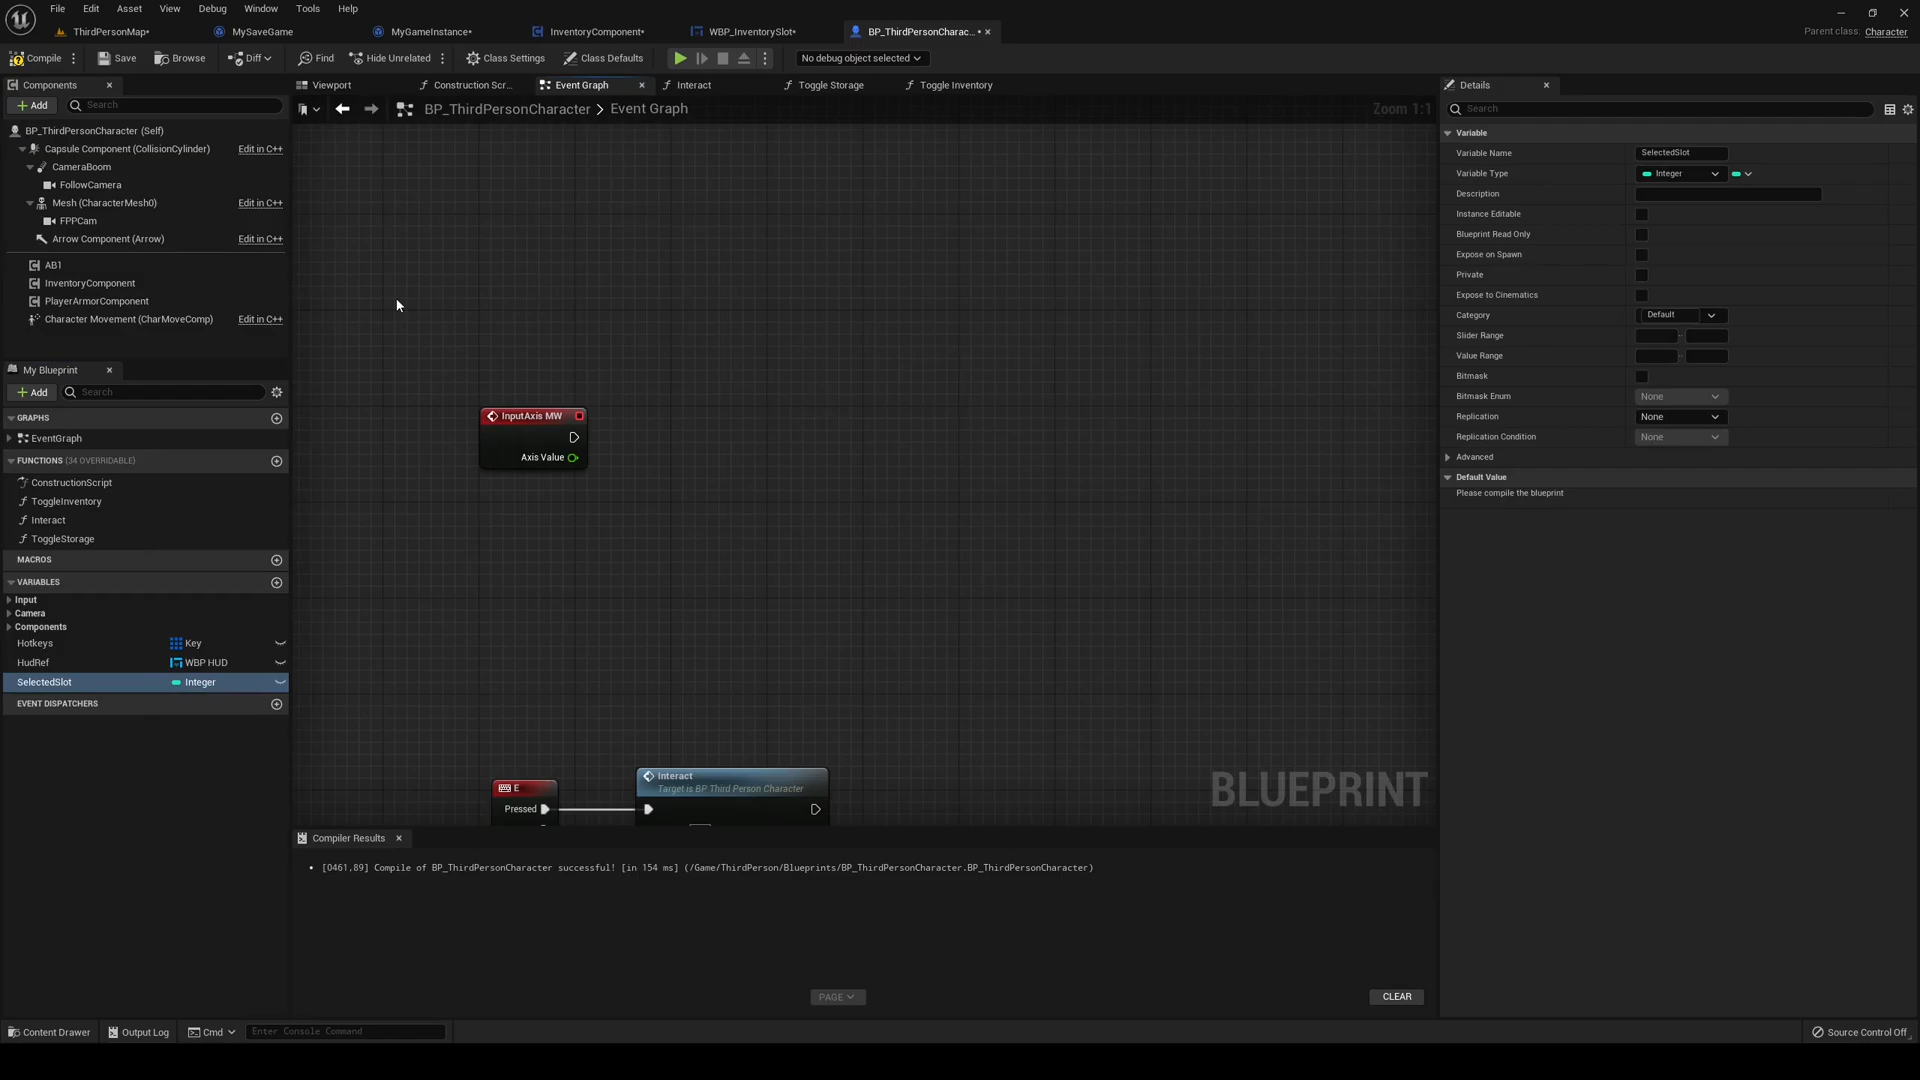 File Edit Asset View Debug Window Tools Help
ThirdPersonMap* MySaveGame MyGameInstance* InventoryComponent* WBP_InventorySlot* BP_ThirdPersonCharac... *
Parent class: Character
Compile Save Browse Diff Find Hide Unrelated Class Settings Class Defaults No debug object selected
Components
Add Search
BP_ThirdPersonCharacter (Self)
Capsule Component (CollisionCylinder) Edit in C++
CameraBoom
FollowCamera
Mesh (CharacterMesh0) Edit in C++
FPPCam
Arrow Component (Arrow) Edit in C++
AB1
InventoryComponent
PlayerArmorComponent
Character Movement (CharMoveComp) Edit in C++
My Blueprint
Add Search
GRAPHS
EventGraph
FUNCTIONS (34 OVERRIDABLE)
ConstructionScript
ToggleInventory
Interact
ToggleStorage
MACROS
VARIABLES
Input
Camera
Components
Hotkeys Key
HudRef WBP HUD
SelectedSlot Integer
EVENT DISPATCHERS
Viewport Construction Scr... Event Graph Interact Toggle Storage Toggle Inventory
BP_ThirdPersonCharacter > Event Graph Zoom 1:1
InputAxis MW
Axis Value
E
Pressed
Interact
Target is BP Third Person Character
BLUEPRINT
Compiler Results
• [0461,89] Compile of BP_ThirdPersonCharacter successful! [in 154 ms] (/Game/ThirdPerson/Blueprints/BP_ThirdPersonCharacter.BP_ThirdPersonCharacter)
PAGE CLEAR
Details
Search
Variable
Variable Name SelectedSlot
Variable Type Integer
Description
Instance Editable
Blueprint Read Only
Expose on Spawn
Private
Expose to Cinematics
Category Default
Slider Range
Value Range
Bitmask
Bitmask Enum None
Replication None
Replication Condition None
Advanced
Default Value
Please compile the blueprint
Content Drawer Output Log Cmd Enter Console Command Source Control Off